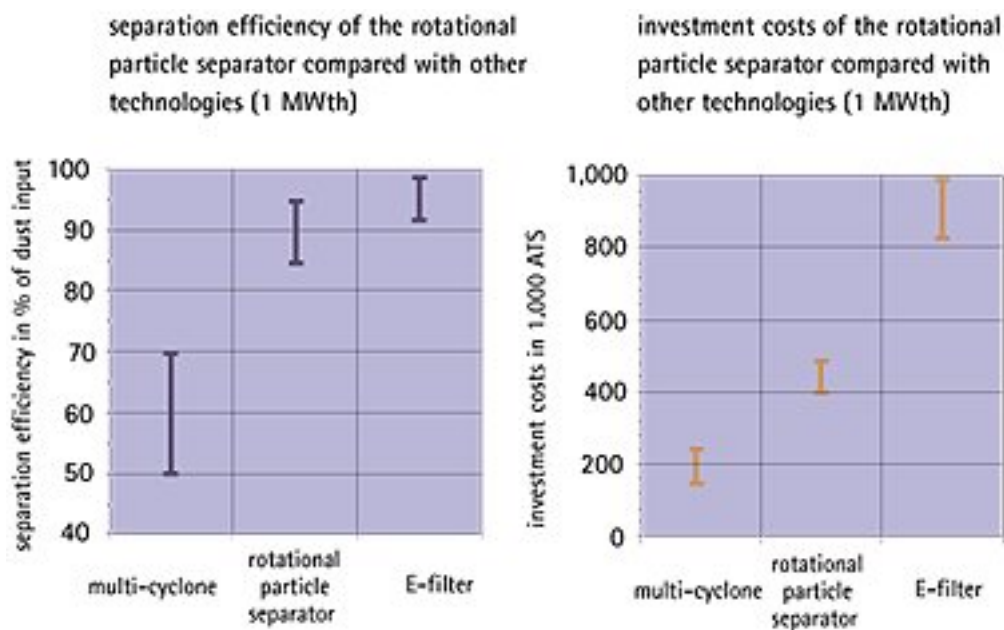 separation efficiency of the rotational
particle separator compared with other
technologies (1 MWth)
separation efficiency in % of dust input
100
90
80
70
60
50
40
multi-cyclone
rotational
particle
separator
E-filter
investment costs of the rotational
particle separator compared with
other technologies (1 MWth)
investment costs in 1,000 ATS
1,000
800
600
400
200
0
multi-cyclone
rotational
particle
separator
E-filter